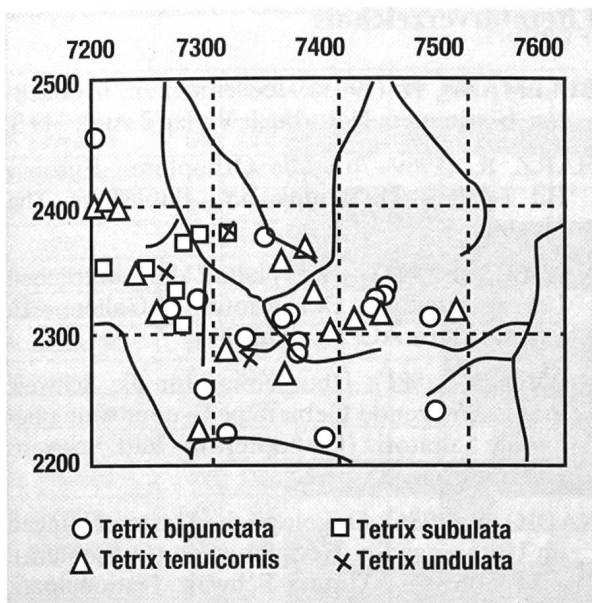 7200 7300 7400 7500 7600
2500
2400
2300
2200
○ Tetrix bipunctata □ Tetrix subulata
△ Tetrix tenuicornis × Tetrix undulata